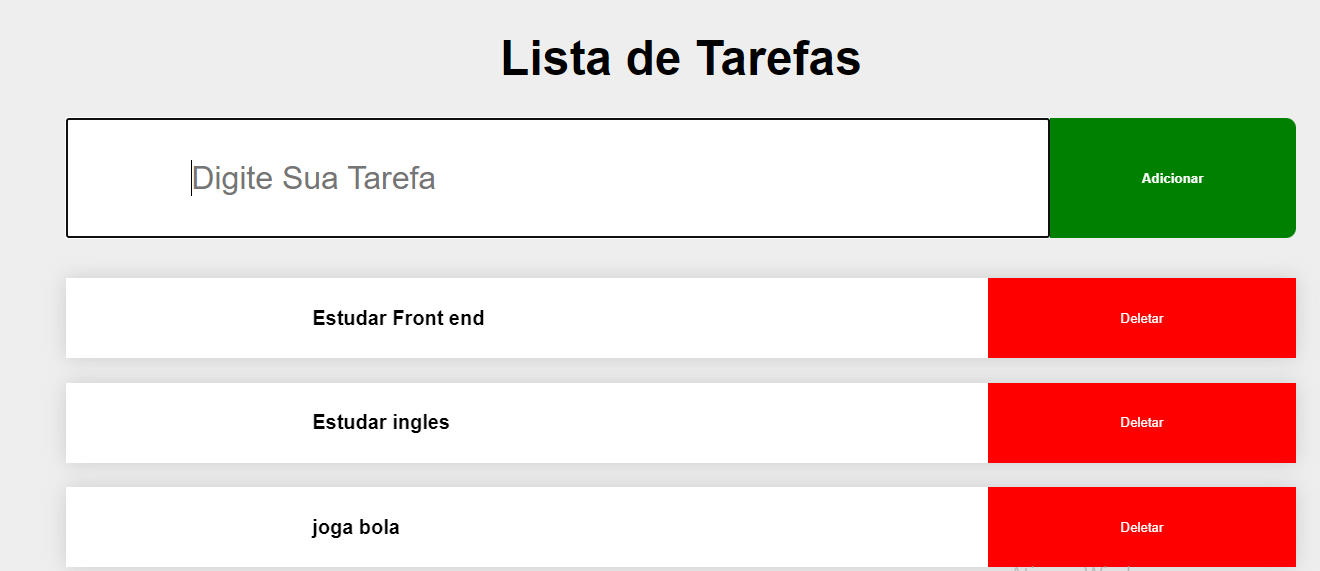 Lista de Tarefas
Digite Sua Tarefa
Adicionar
Estudar Front end
Deletar
Estudar ingles
Deletar
joga bola
Deletar